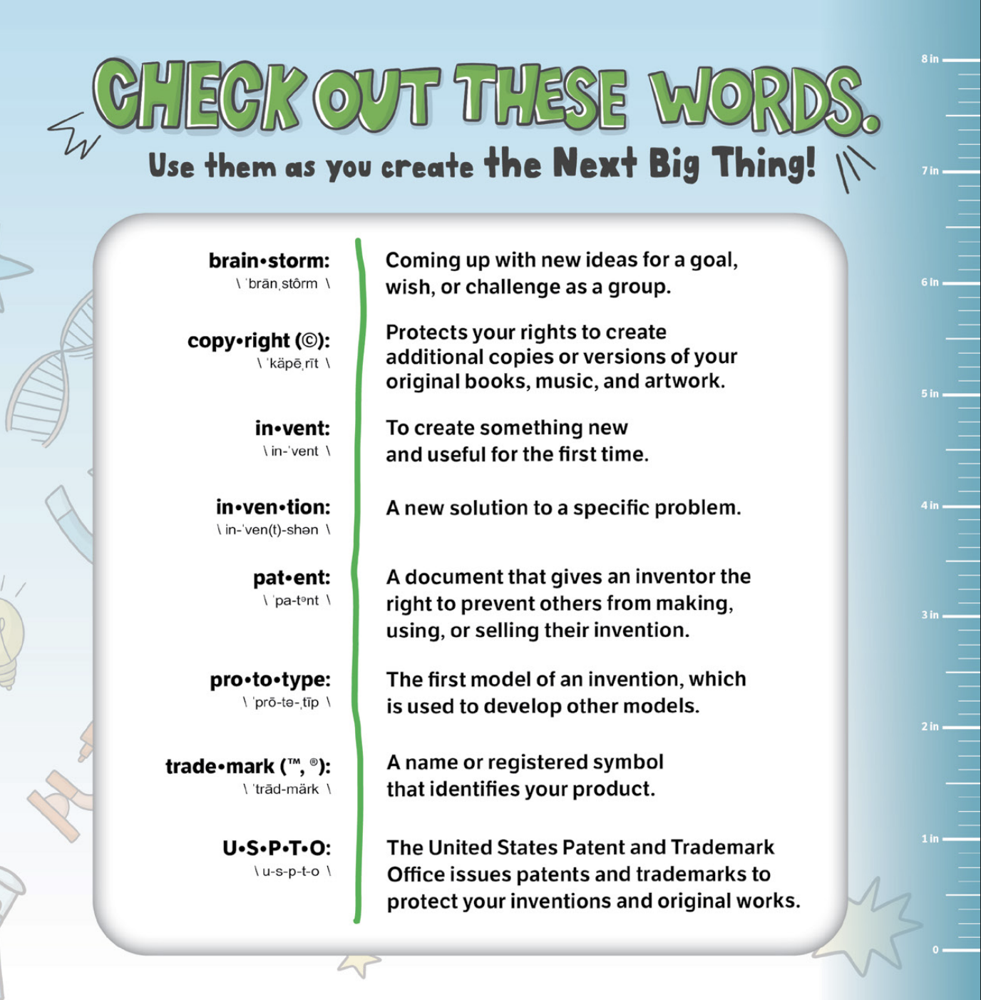 CHECK OUT THESE WORDS.
Use them as you create the Next Big Thing!
brain•storm:
\ ˈbrānˌstôrm \
Coming up with new ideas for a goal,
wish, or challenge as a group.
copy•right (©):
\ ˈkäpēˌrīt \
Protects your rights to create
additional copies or versions of your
original books, music, and artwork.
in•vent:
\ in-ˈvent \
To create something new
and useful for the first time.
in•ven•tion:
\ in-ˈven(t)-shən \
A new solution to a specific problem.
pat•ent:
\ ˈpa-tᵊnt \
A document that gives an inventor the
right to prevent others from making,
using, or selling their invention.
pro•to•type:
\ ˈprō-tə-ˌtīp \
The first model of an invention, which
is used to develop other models.
trade•mark (™, ®):
\ ˈtrād-märk \
A name or registered symbol
that identifies your product.
U•S•P•T•O:
\ u-s-p-t-o \
The United States Patent and Trademark
Office issues patents and trademarks to
protect your inventions and original works.
8 in
7 in
6 in
5 in
4 in
3 in
2 in
1 in
0